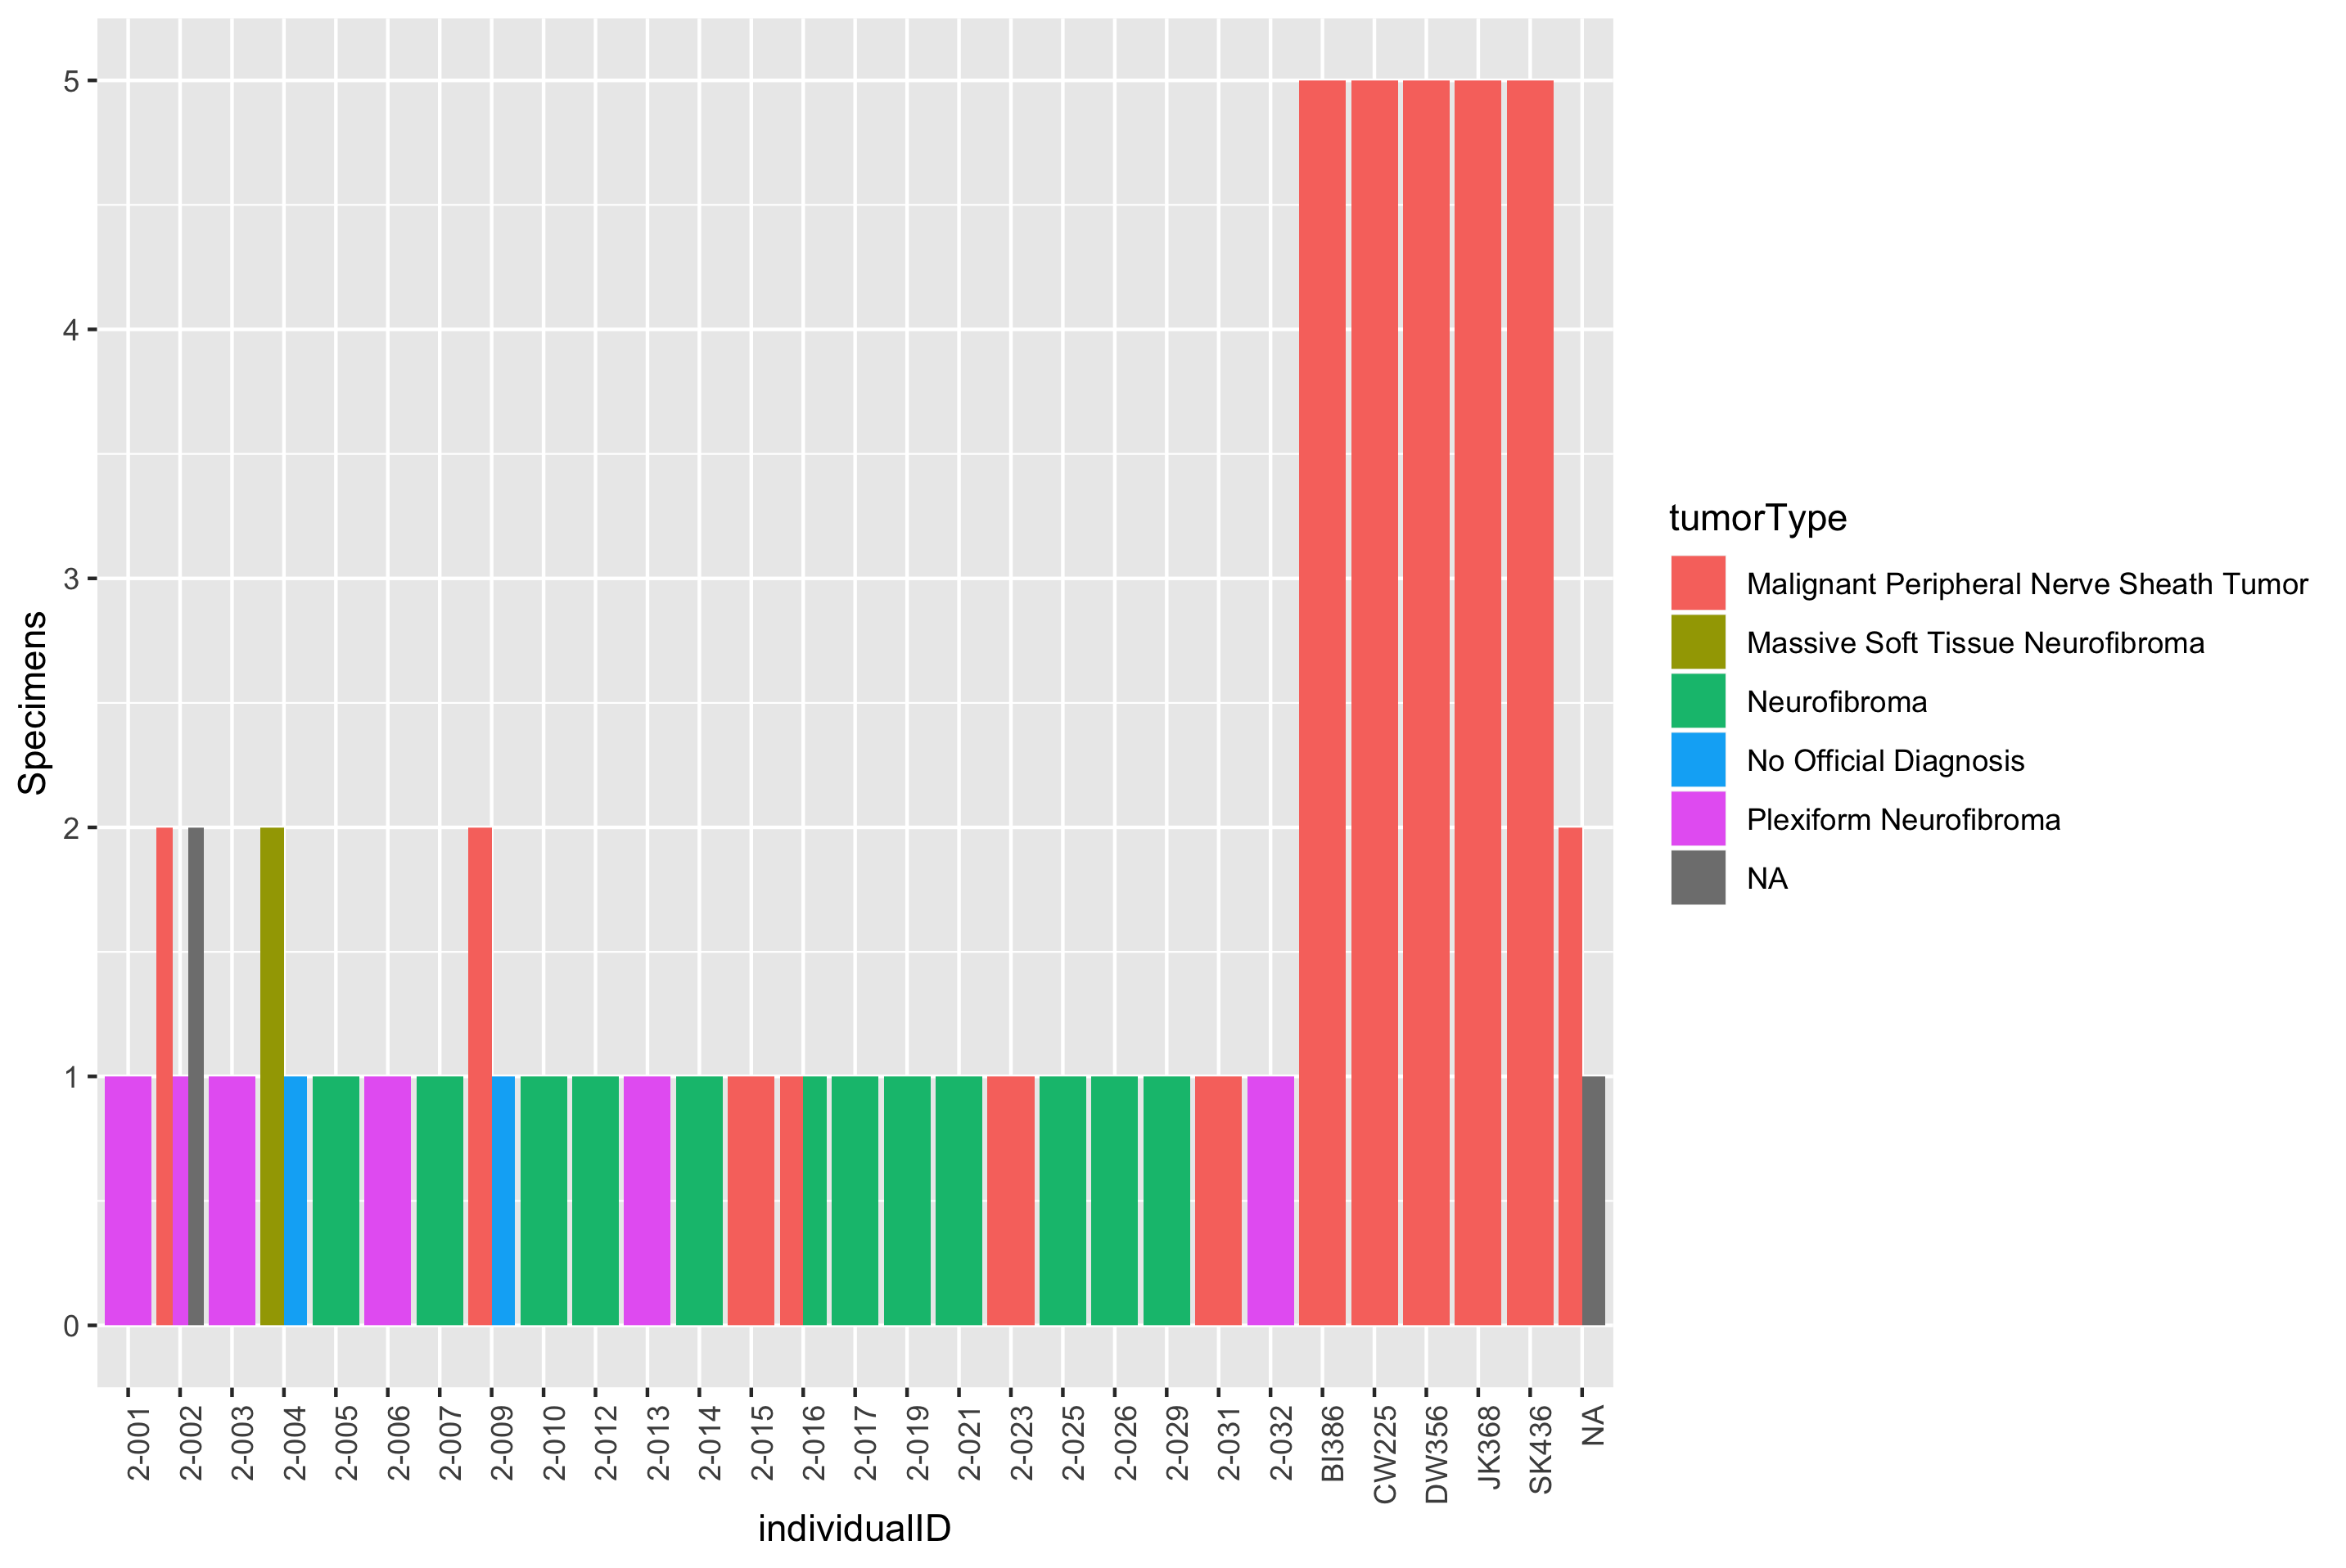 5
4
3
2
1
0
Specimens
2-001
2-002
2-003
2-004
2-005
2-006
2-007
2-009
2-010
2-012
2-013
2-014
2-015
2-016
2-017
2-019
2-021
2-023
2-025
2-026
2-029
2-031
2-032
BI386
CW225
DW356
JK368
SK436
NA
individualID
tumorType
Malignant Peripheral Nerve Sheath Tumor
Massive Soft Tissue Neurofibroma
Neurofibroma
No Official Diagnosis
Plexiform Neurofibroma
NA